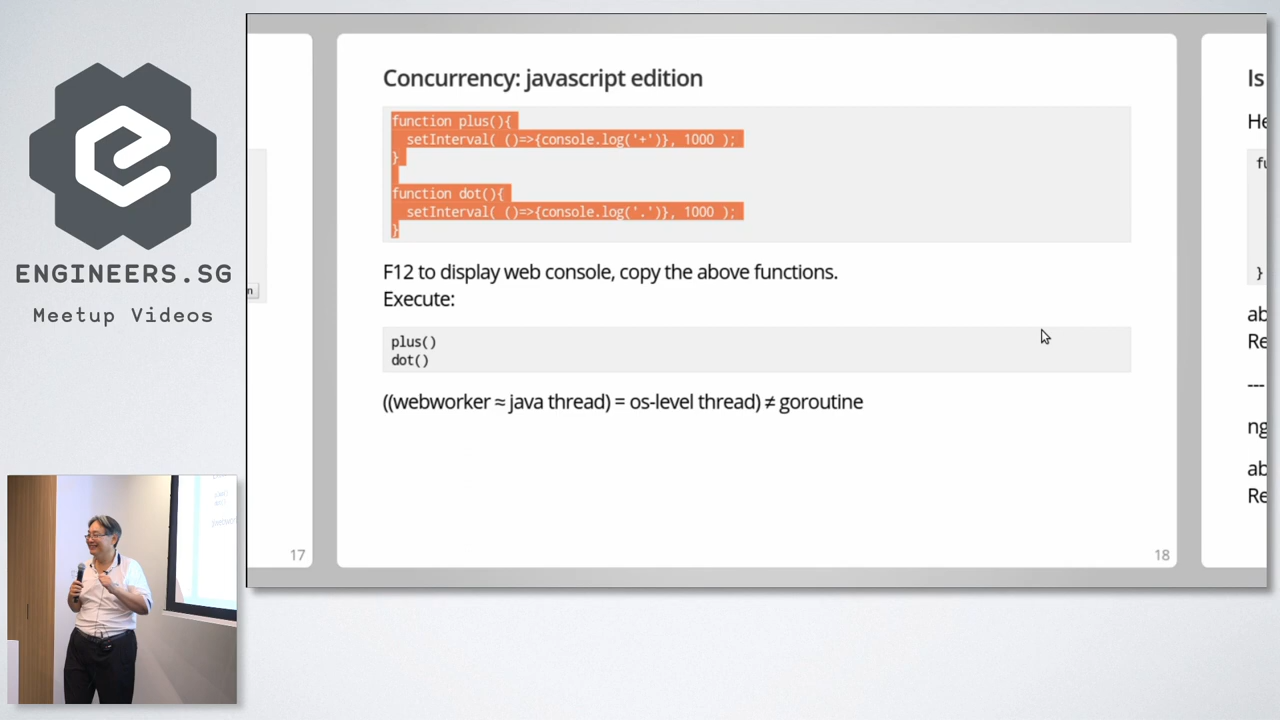 ENGINEERS.SG
Meetup Videos
n
17
Concurrency: javascript edition
function plus(){
setInterval( ()=>{console.log('+')}, 1000 );
}
function dot(){
setInterval( ()=>{console.log('.')}, 1000 );
}
F12 to display web console, copy the above functions.
Execute:
plus()
dot()
((webworker ≈ java thread) = os-level thread) ≠ goroutine
18
Is
He
fu
}
ab
Re
---
ng
ab
Re